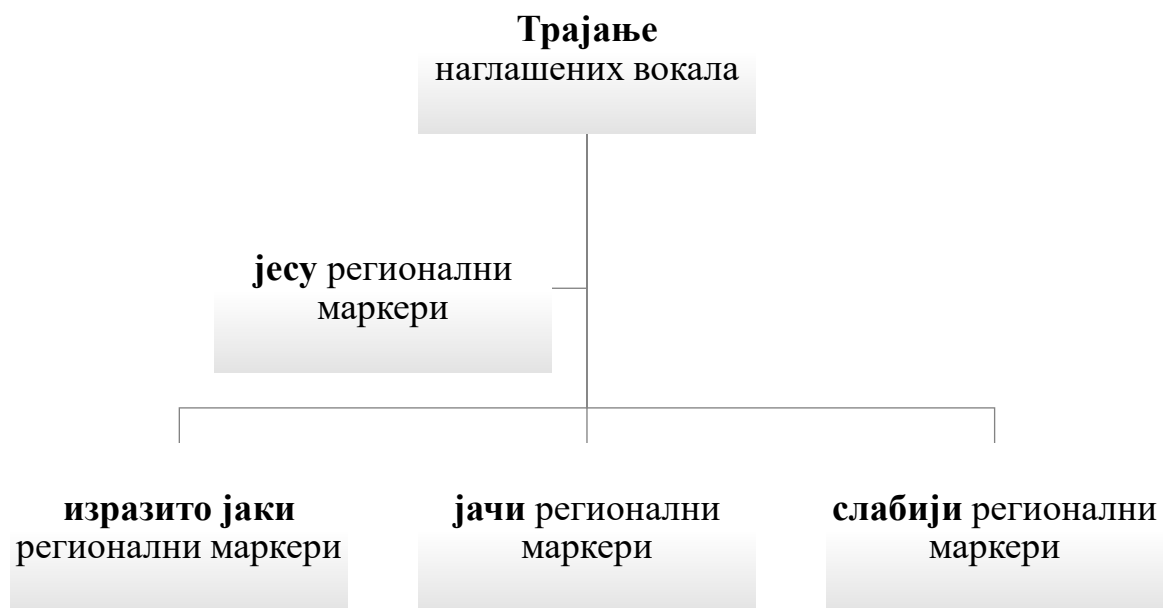 Трајање
наглашених вокала
јесу регионални
маркери
изразито јаки
регионални маркери
јачи регионални
маркери
слабији регионални
маркери